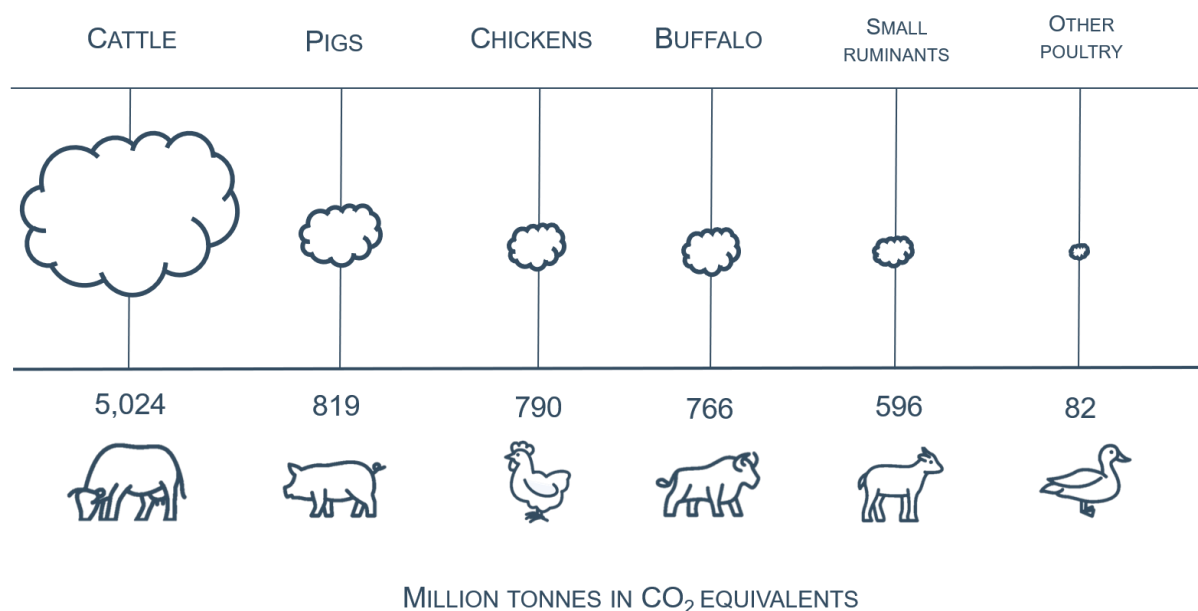 CATTLE
PIGS
CHICKENS
BUFFALO
SMALL
RUMINANTS
OTHER
POULTRY
5,024
819
790
766
596
82
MILLION TONNES IN CO₂ EQUIVALENTS